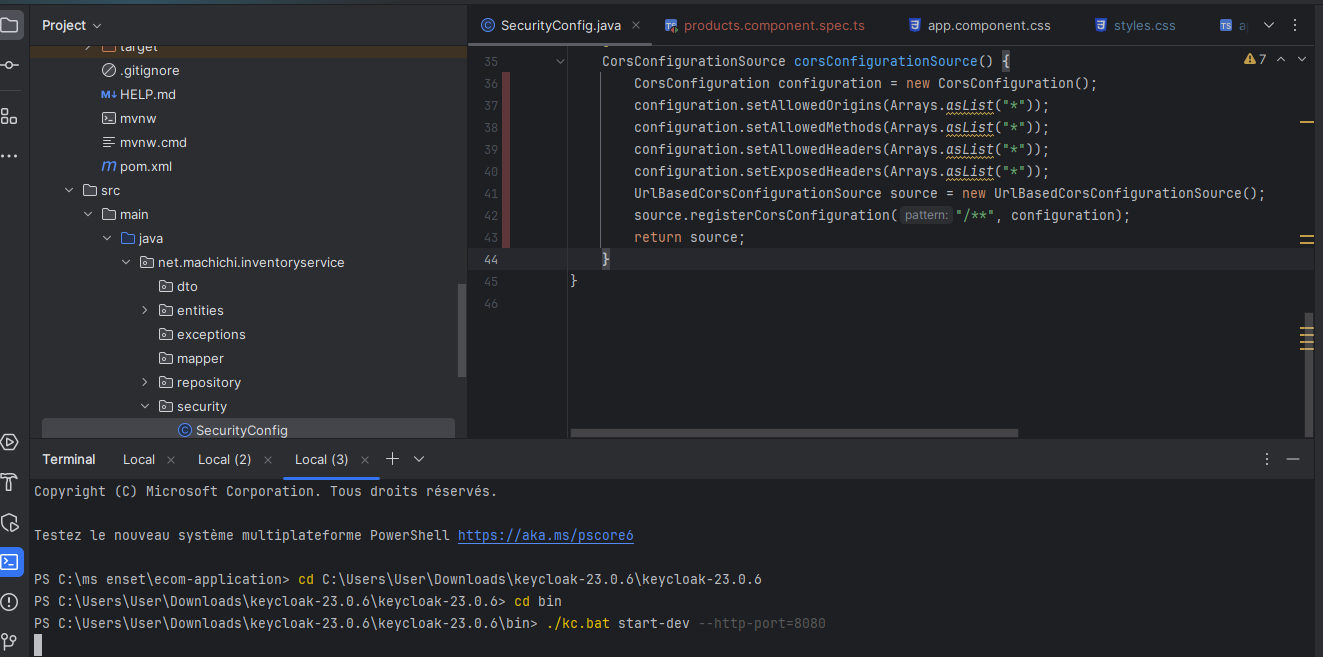 Project
SecurityConfig.java
products.component.spec.ts
app.component.css
styles.css
target
.gitignore
HELP.md
mvnw
mvnw.cmd
pom.xml
src
main
java
net.machichi.inventoryservice
dto
entities
exceptions
mapper
repository
security
SecurityConfig
7
35 CorsConfigurationSource corsConfigurationSource() {
36 CorsConfiguration configuration = new CorsConfiguration();
37 configuration.setAllowedOrigins(Arrays.asList("*"));
38 configuration.setAllowedMethods(Arrays.asList("*"));
39 configuration.setAllowedHeaders(Arrays.asList("*"));
40 configuration.setExposedHeaders(Arrays.asList("*"));
41 UrlBasedCorsConfigurationSource source = new UrlBasedCorsConfigurationSource();
42 source.registerCorsConfiguration( pattern: "/**", configuration);
43 return source;
44 }
45 }
46
Terminal Local Local (2) Local (3)
Copyright (C) Microsoft Corporation. Tous droits réservés.
Testez le nouveau système multiplateforme PowerShell https://aka.ms/pscore6
PS C:\ms enset\ecom-application> cd C:\Users\User\Downloads\keycloak-23.0.6\keycloak-23.0.6
PS C:\Users\User\Downloads\keycloak-23.0.6\keycloak-23.0.6> cd bin
PS C:\Users\User\Downloads\keycloak-23.0.6\keycloak-23.0.6\bin> ./kc.bat start-dev --http-port=8080